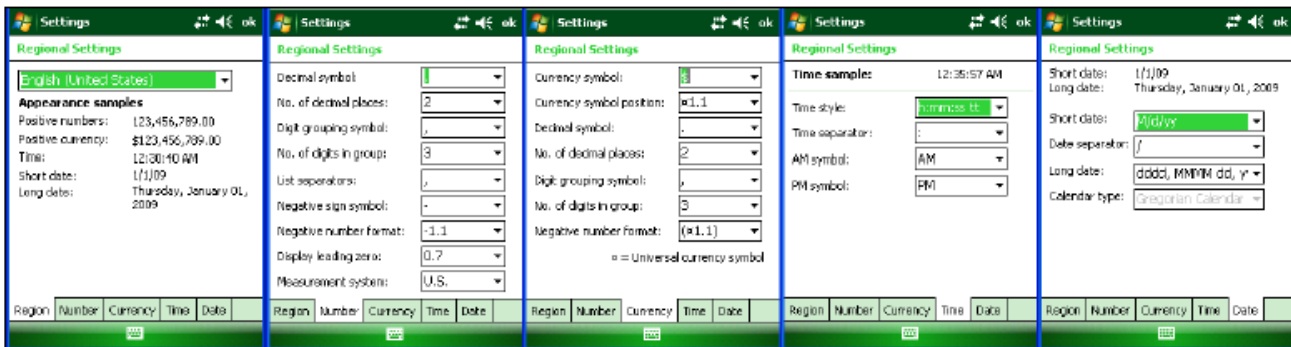 Settings ok
Regional Settings
English (United States)
Appearance samples
Positive numbers: 123,456,789.00
Positive currency: $123,456,789.00
Time: 12:30:40 AM
Short date: 1/1/09
Long date: Thursday, January 01,
2009
Region Number Currency Time Date
Settings ok
Regional Settings
Decimal symbol: .
No. of decimal places: 2
Digit grouping symbol: ,
No. of digits in group: 3
List separators: ,
Negative sign symbol: -
Negative number format: -1.1
Display leading zero: 0.7
Measurement system: U.S.
Region Number Currency Time Date
Settings ok
Regional Settings
Currency symbol: $
Currency symbol position: ¤1.1
Decimal symbol: .
No. of decimal places: 2
Digit grouping symbol: ,
No. of digits in group: 3
Negative number format: (¤1.1)
¤ = Universal currency symbol
Region Number Currency Time Date
Settings ok
Regional Settings
Time sample: 12:35:57 AM
Time style: h:mm:ss tt
Time separator: :
AM symbol: AM
PM symbol: PM
Region Number Currency Time Date
Settings ok
Regional Settings
Short date: 1/1/09
Long date: Thursday, January 01, 2009
Short date: M/d/yy
Date separator: /
Long date: dddd, MMMM dd, y
Calendar type: Gregorian Calendar
Region Number Currency Time Date